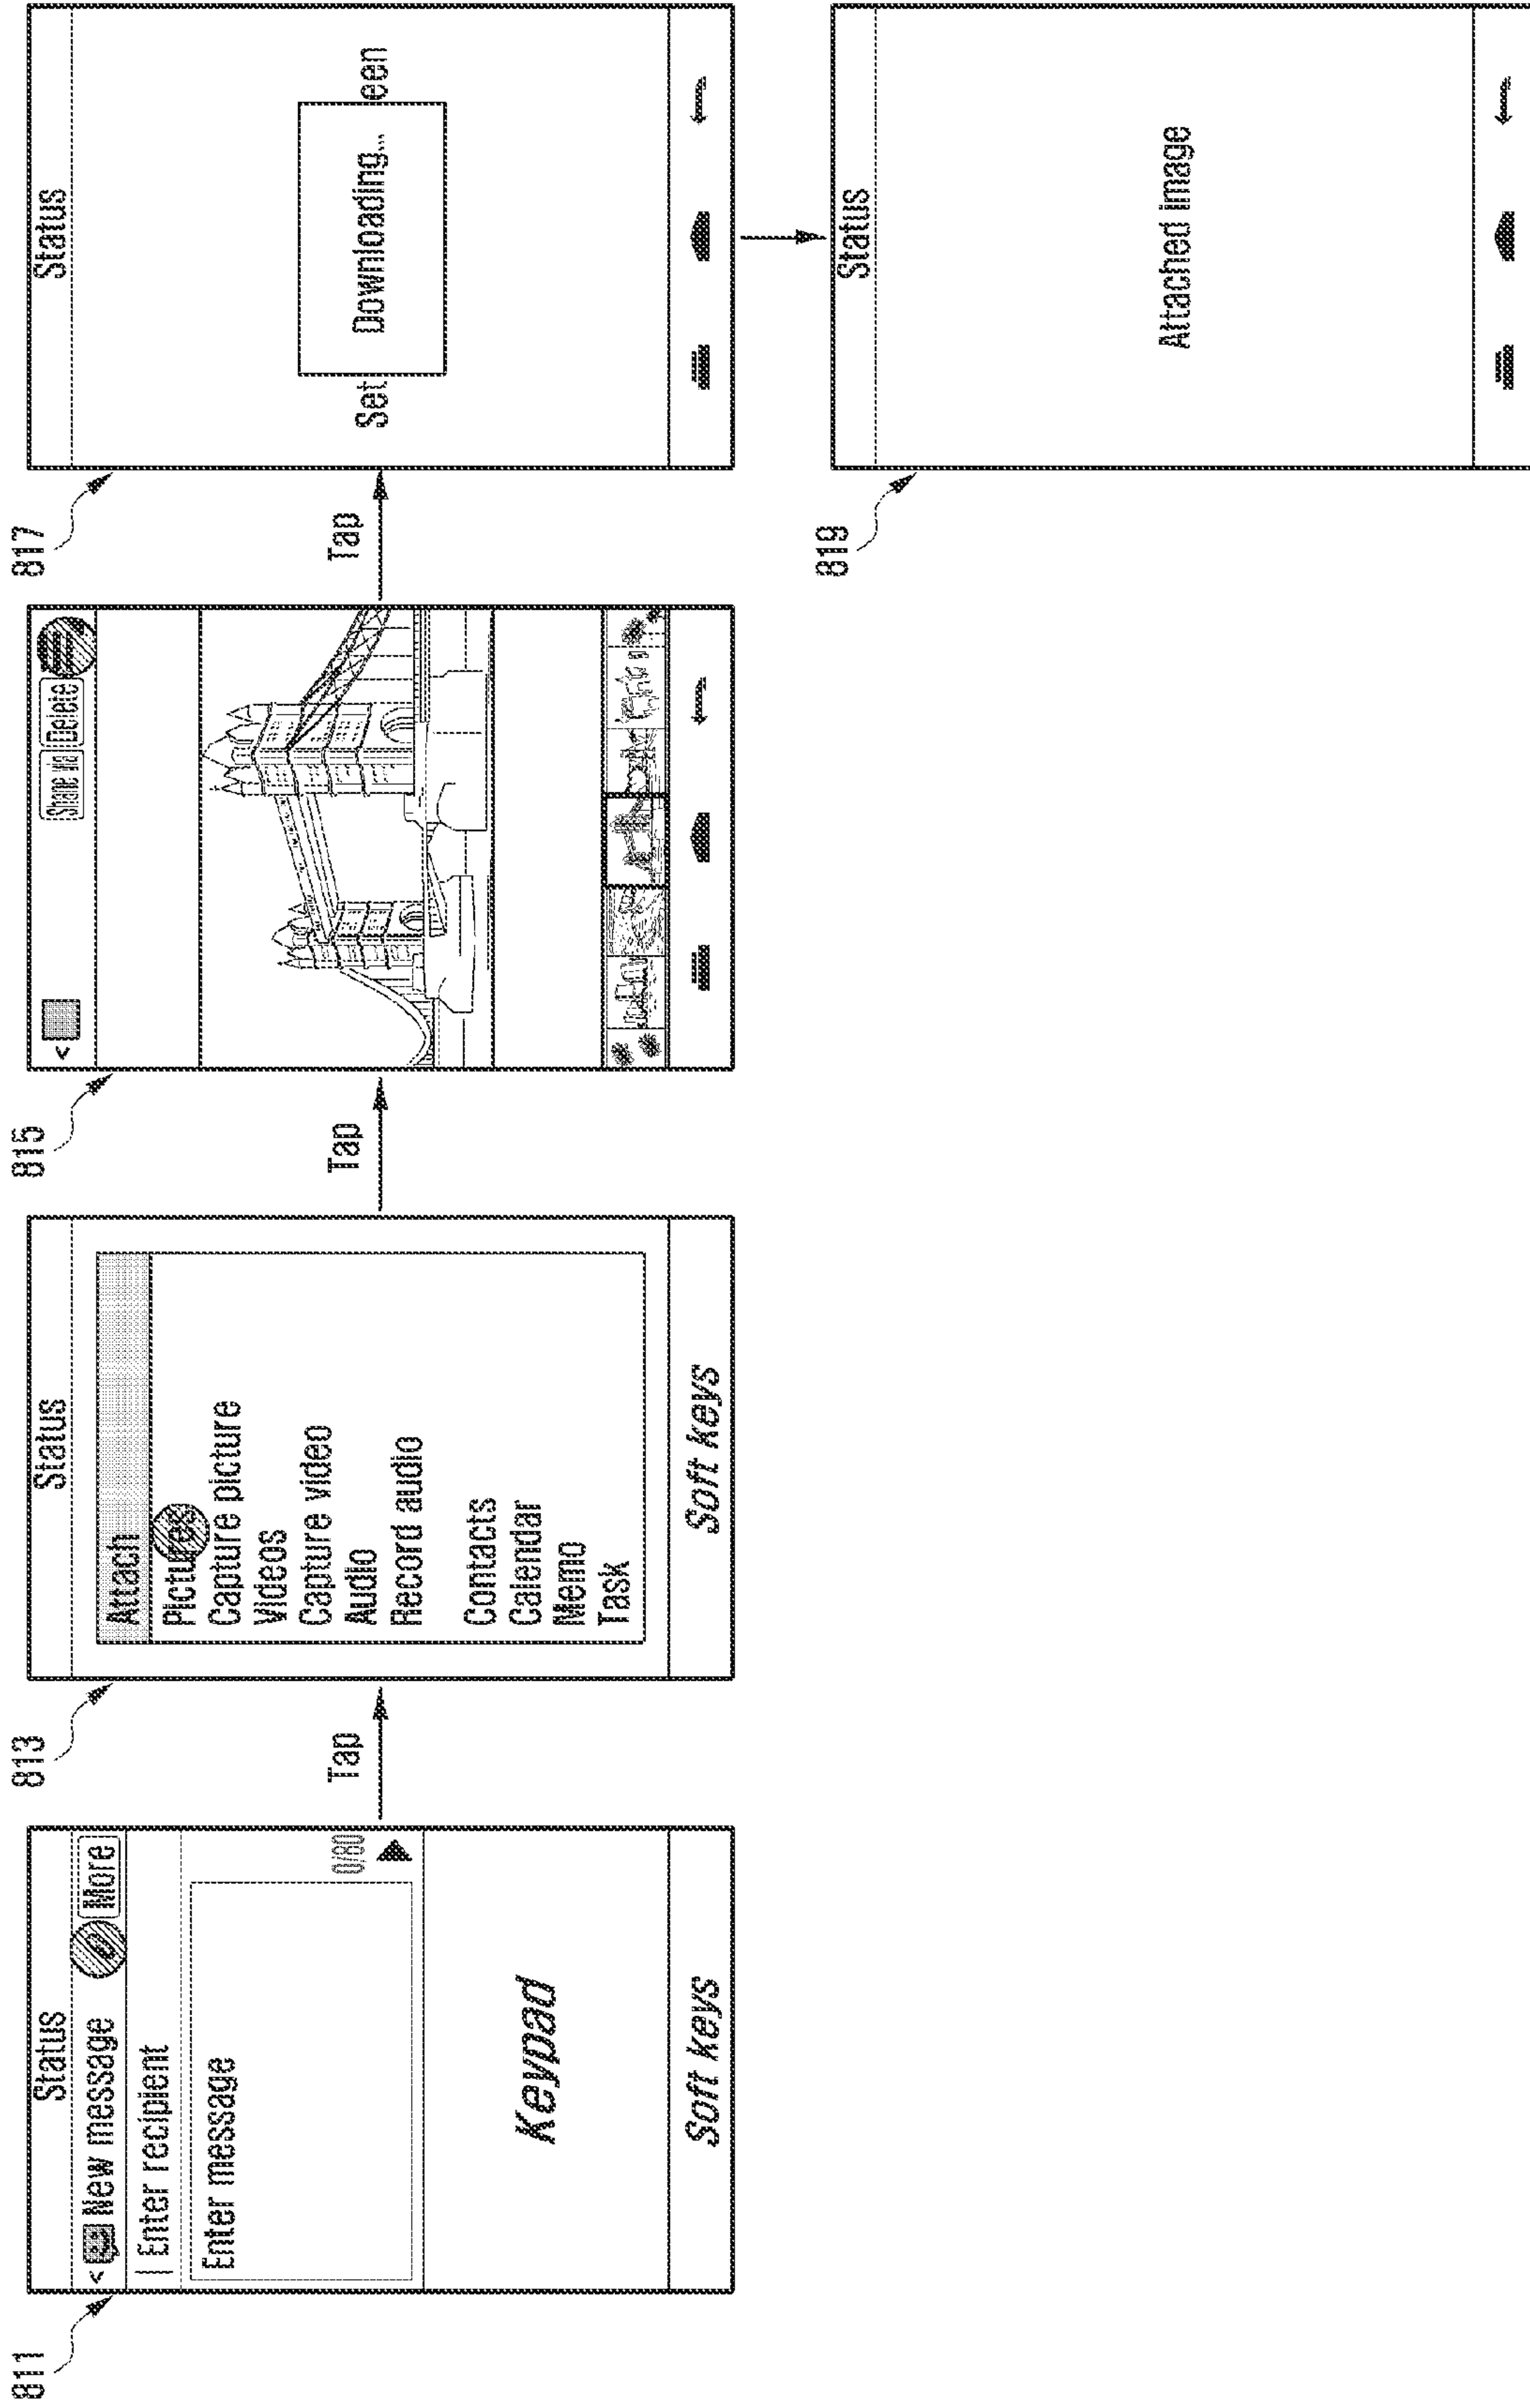 811
Status
< New message
More
| Enter recipient
Enter message
0/80
Keypad
Soft Keys
Tap
813
Status
Attach
Pictures
Capture picture
Videos
Capture video
Audio
Record audio
Contacts
Calendar
Memo
Task
Soft Keys
Tap
815
<
Share via
Delete
Tap
817
Status
Set
Downloading...
een
819
Status
Attached image